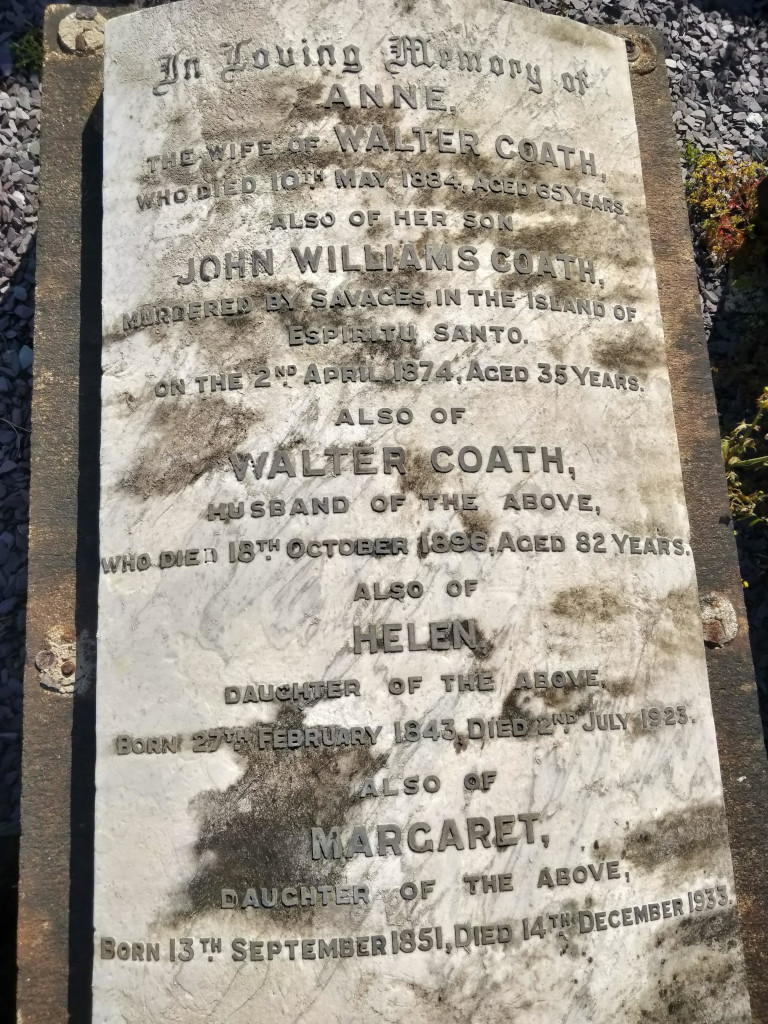 In Loving Memory of
ANNE,
THE WIFE OF WALTER COATH,
WHO DIED 10TH MAY 1884, AGED 65 YEARS.
ALSO OF HER SON
JOHN WILLIAMS COATH,
MURDERED BY SAVAGES, IN THE ISLAND OF
ESPIRITU SANTO.
ON THE 2ND APRIL 1874, AGED 35 YEARS.
ALSO OF
WALTER COATH,
HUSBAND OF THE ABOVE,
WHO DIED 18TH OCTOBER 1896, AGED 82 YEARS.
ALSO OF
HELEN,
DAUGHTER OF THE ABOVE,
BORN 27TH FEBRUARY 1843, DIED 2ND JULY 1923.
ALSO OF
MARGARET,
DAUGHTER OF THE ABOVE,
BORN 13TH SEPTEMBER 1851, DIED 14TH DECEMBER 1933.